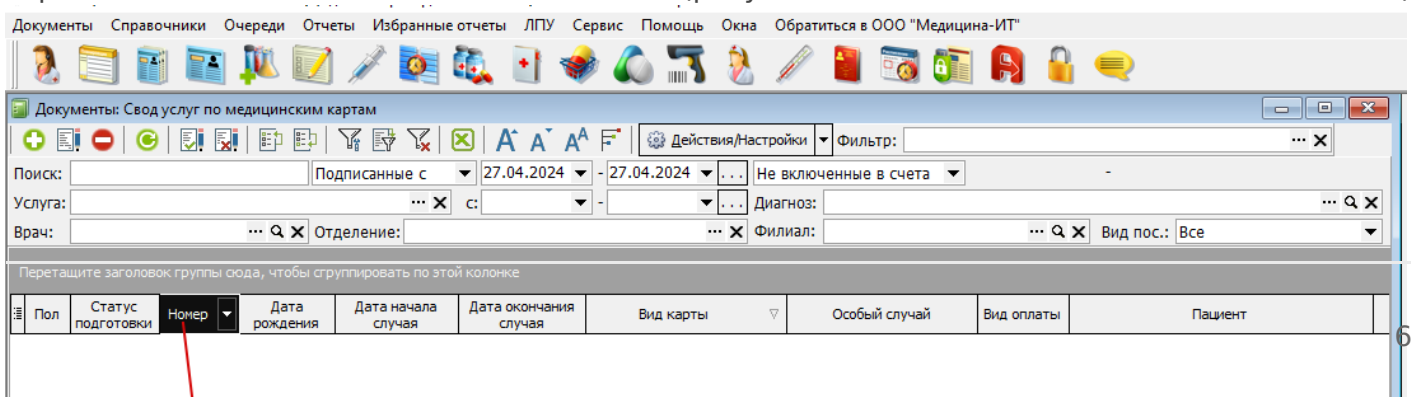 Документы Справочники Очереди Отчеты Избранные отчеты ЛПУ Сервис Помощь Окна Обратиться в ООО "Медицина-ИТ"
Документы: Свод услуг по медицинским картам
Действия/Настройки Фильтр:
Поиск: Подписанные с 27.04.2024 - 27.04.2024 ... Не включенные в счета -
Услуга: ... с: - ... Диагноз: ...
Врач: ... Отделение: ... Филиал: ... Вид пос.: Все
Перетащите заголовок группы сюда, чтобы сгруппировать по этой колонке
Пол Статус подготовки Номер Дата рождения Дата начала случая Дата окончания случая Вид карты Особый случай Вид оплаты Пациент
6